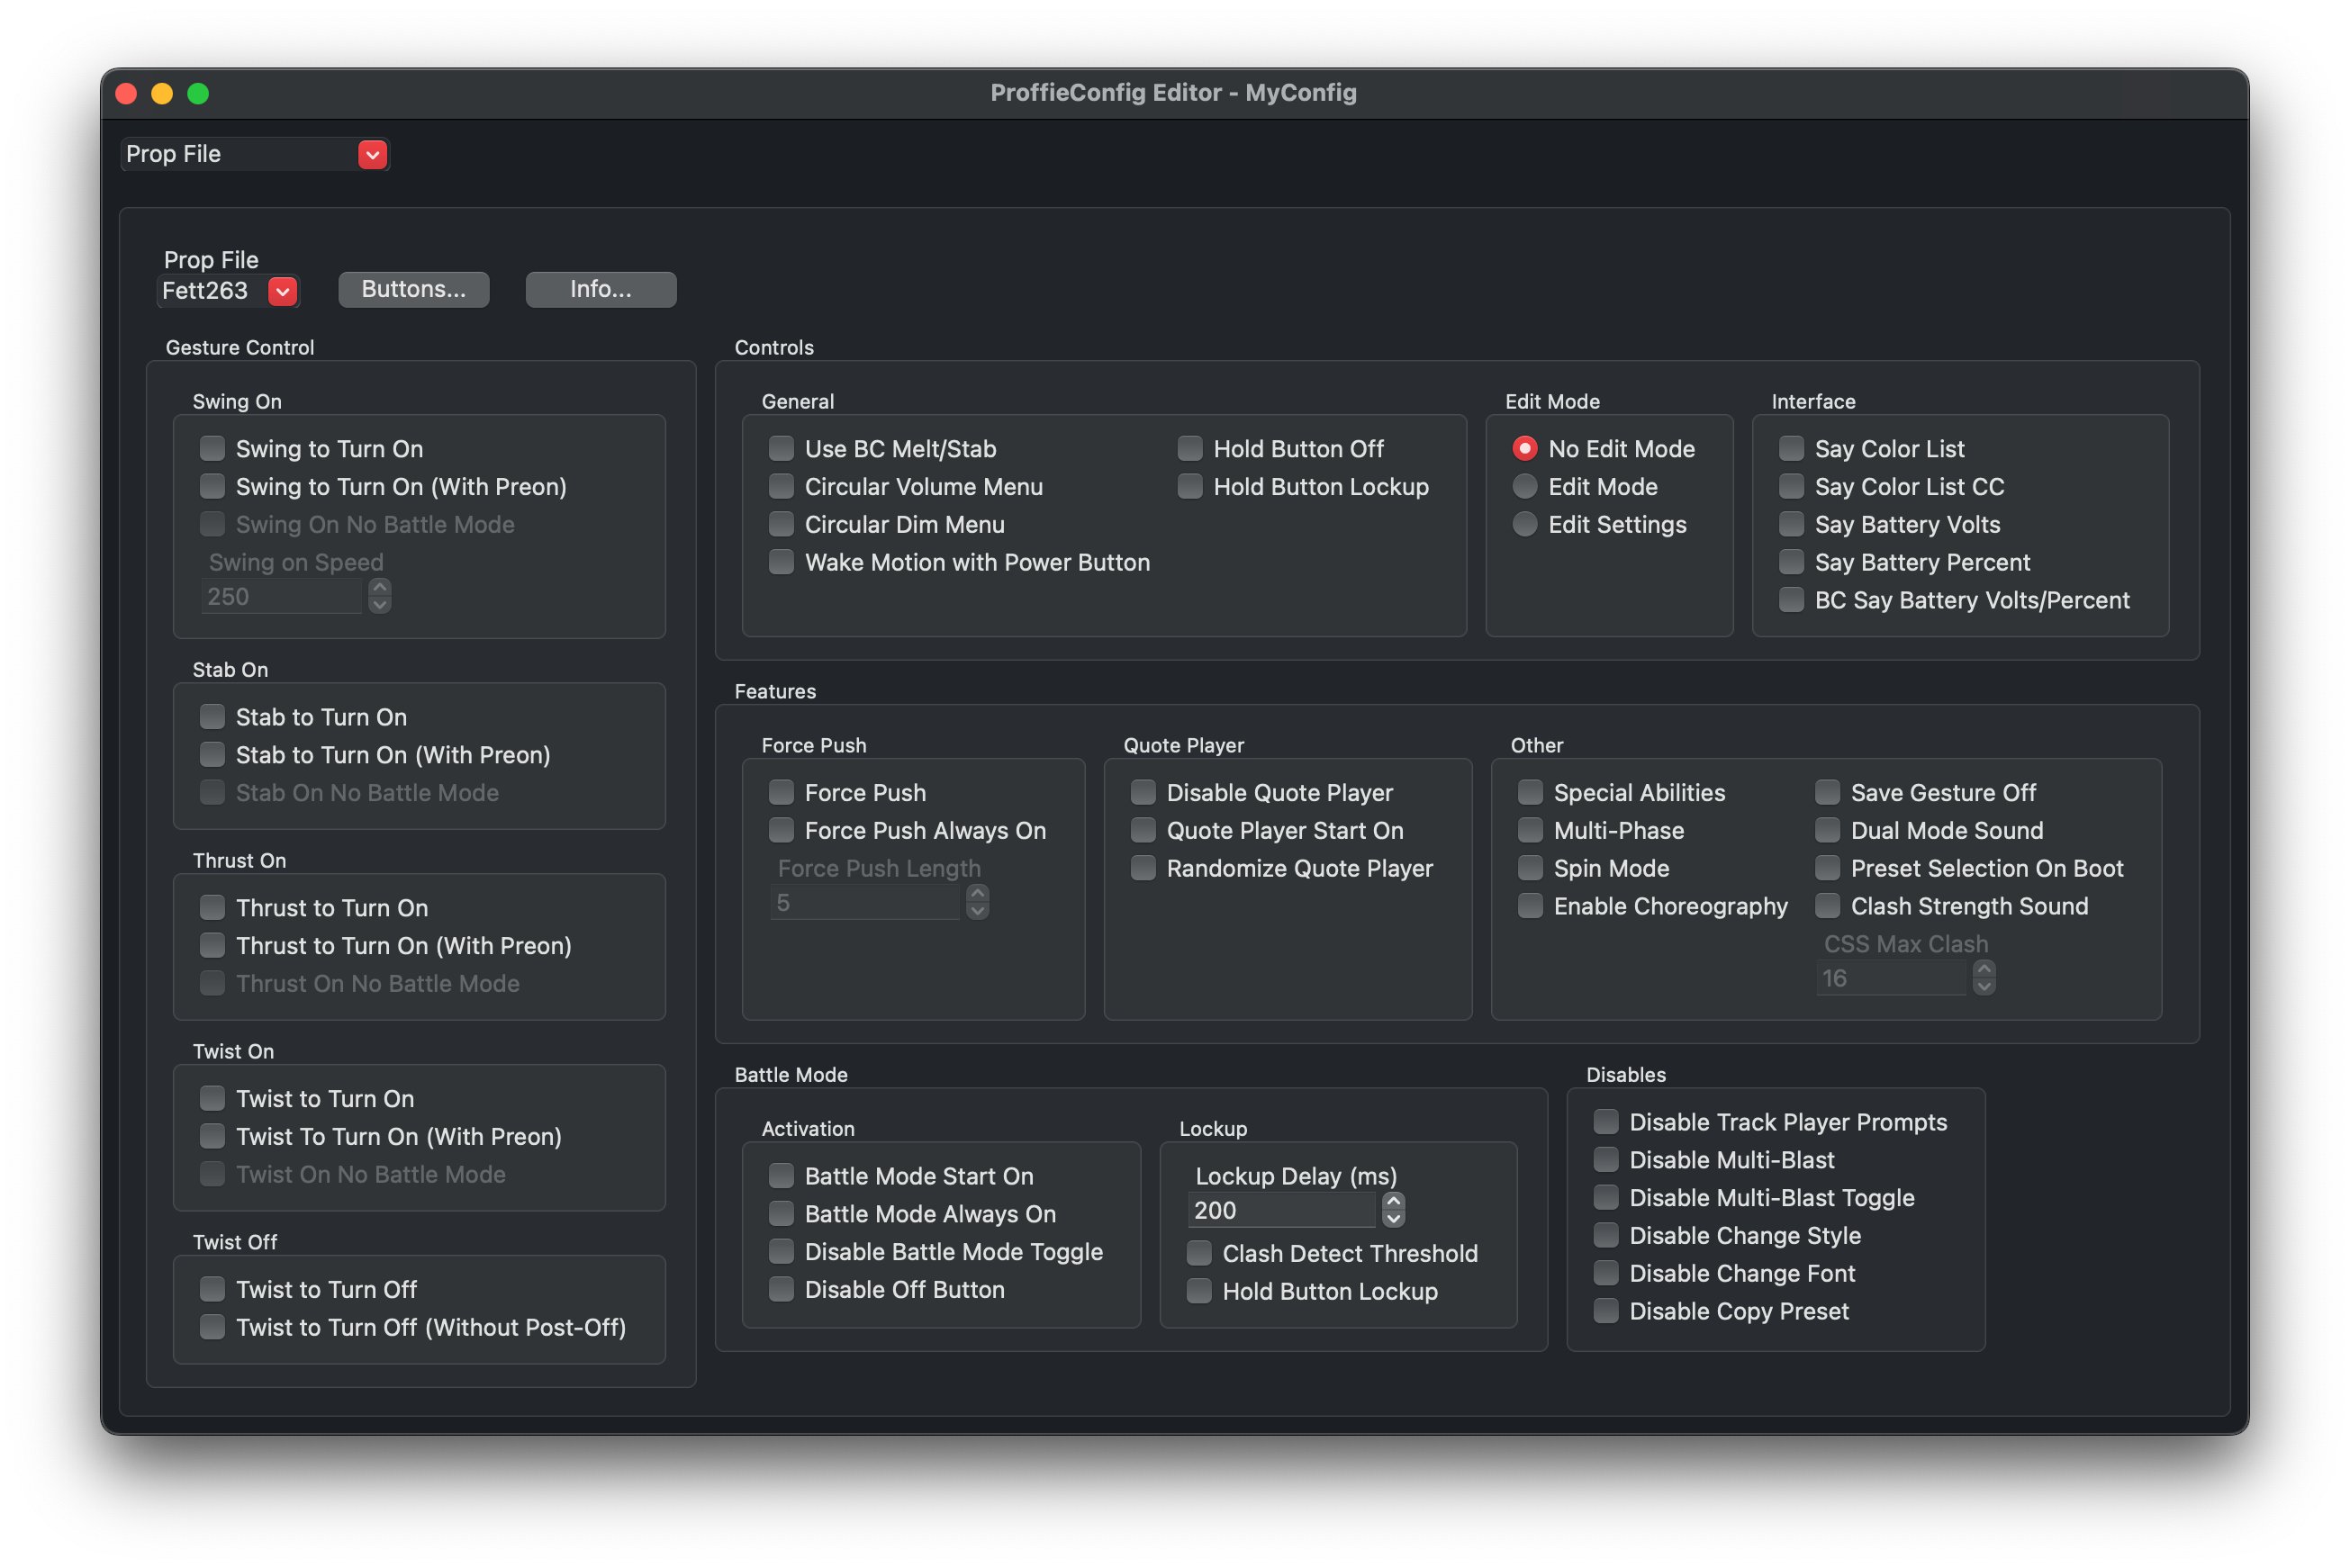 ProffieConfig Editor - MyConfig
Prop File
Prop File
Fett263
Buttons...
Info...
Gesture Control
Swing On
Swing to Turn On
Swing to Turn On (With Preon)
Swing On No Battle Mode
Swing on Speed
250
Stab On
Stab to Turn On
Stab to Turn On (With Preon)
Stab On No Battle Mode
Thrust On
Thrust to Turn On
Thrust to Turn On (With Preon)
Thrust On No Battle Mode
Twist On
Twist to Turn On
Twist To Turn On (With Preon)
Twist On No Battle Mode
Twist Off
Twist to Turn Off
Twist to Turn Off (Without Post-Off)
Controls
General
Use BC Melt/Stab
Circular Volume Menu
Circular Dim Menu
Wake Motion with Power Button
Hold Button Off
Hold Button Lockup
Edit Mode
No Edit Mode
Edit Mode
Edit Settings
Interface
Say Color List
Say Color List CC
Say Battery Volts
Say Battery Percent
BC Say Battery Volts/Percent
Features
Force Push
Force Push
Force Push Always On
Force Push Length
5
Quote Player
Disable Quote Player
Quote Player Start On
Randomize Quote Player
Other
Special Abilities
Multi-Phase
Spin Mode
Enable Choreography
Save Gesture Off
Dual Mode Sound
Preset Selection On Boot
Clash Strength Sound
CSS Max Clash
16
Battle Mode
Activation
Battle Mode Start On
Battle Mode Always On
Disable Battle Mode Toggle
Disable Off Button
Lockup
Lockup Delay (ms)
200
Clash Detect Threshold
Hold Button Lockup
Disables
Disable Track Player Prompts
Disable Multi-Blast
Disable Multi-Blast Toggle
Disable Change Style
Disable Change Font
Disable Copy Preset